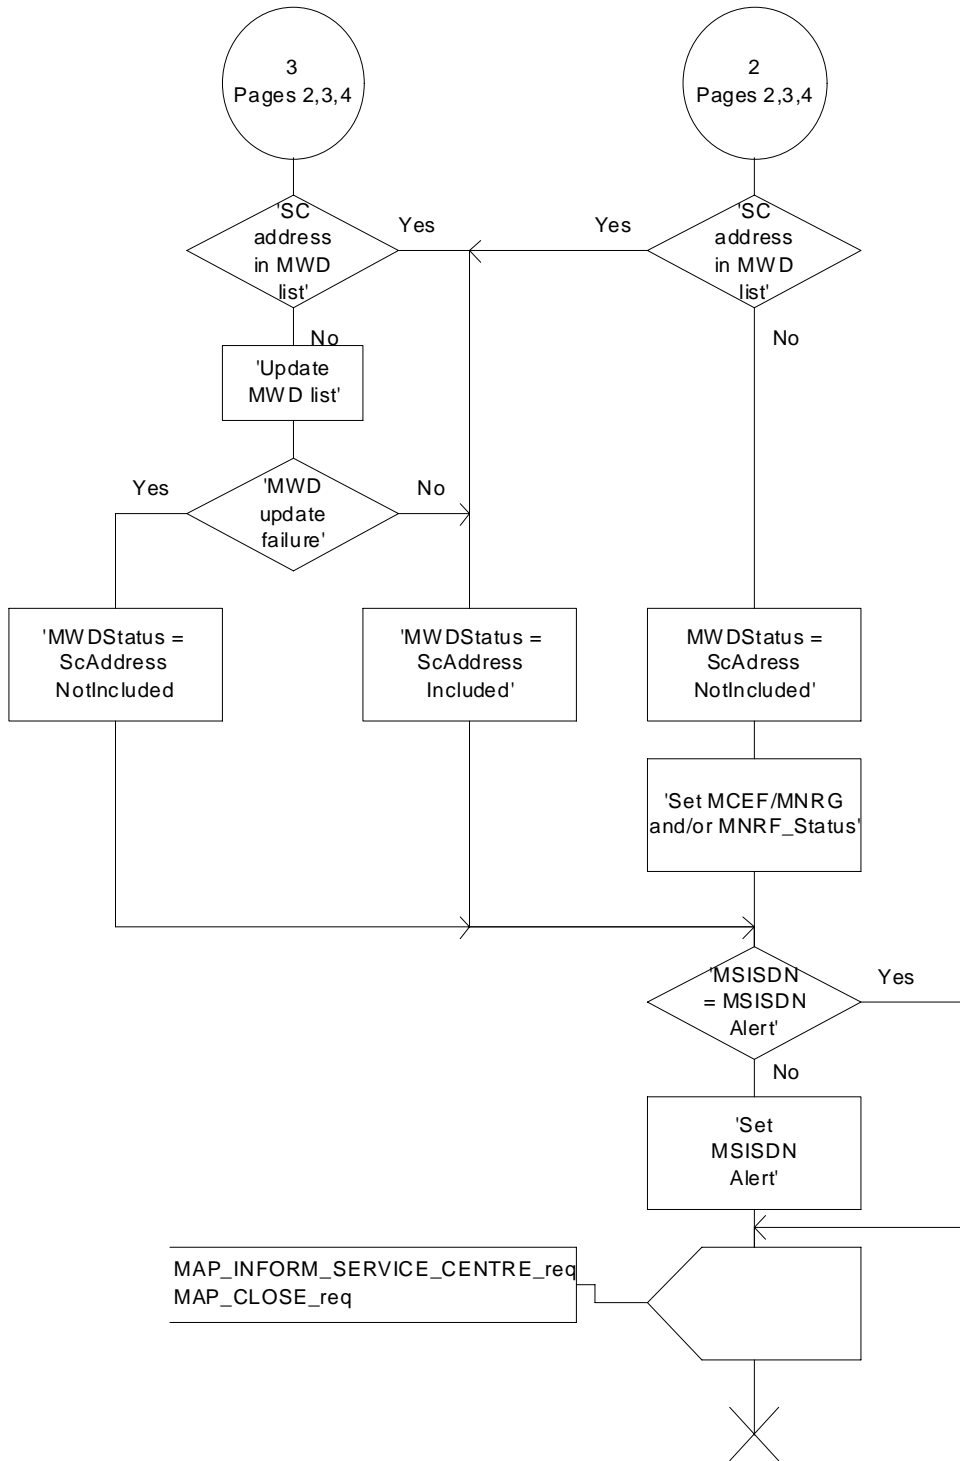 3
Pages 2,3,4
2
Pages 2,3,4
'SC
address
in MWD
list'
Yes
Yes
'SC
address
in MWD
list'
No
No
'Update
MWD list'
Yes
'MWD
update
failure'
No
'MWDStatus =
ScAddress
NotIncluded
'MWDStatus =
ScAddress
Included'
MWDStatus =
ScAdress
NotIncluded'
'Set MCEF/MNRG
and/or MNRF_Status'
'MSISDN
= MSISDN
Alert'
Yes
No
'Set
MSISDN
Alert'
MAP_INFORM_SERVICE_CENTRE_req
MAP_CLOSE_req